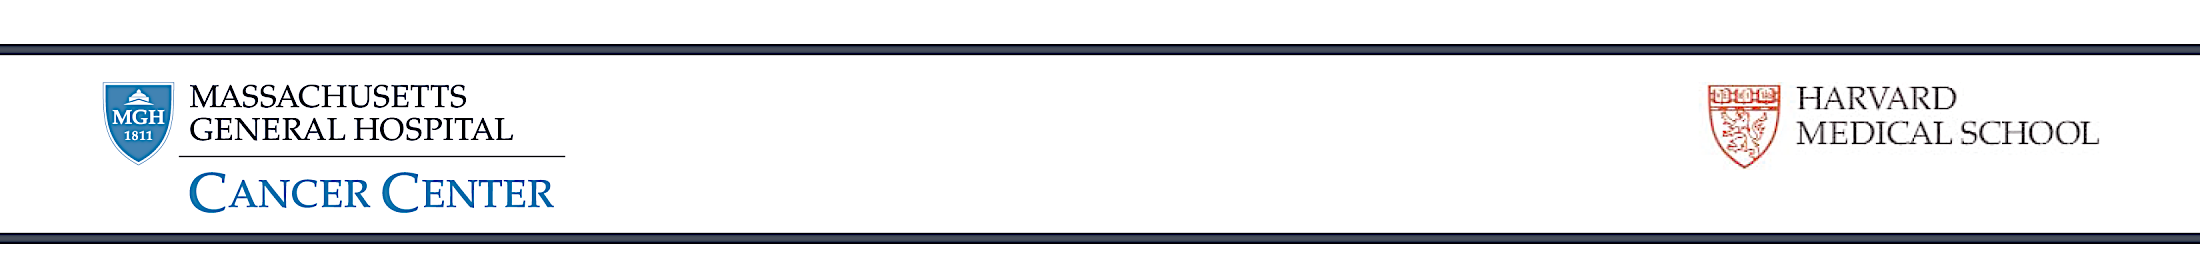 MGH
1811
MASSACHUSETTS
GENERAL HOSPITAL
CANCER CENTER
HARVARD
MEDICAL SCHOOL